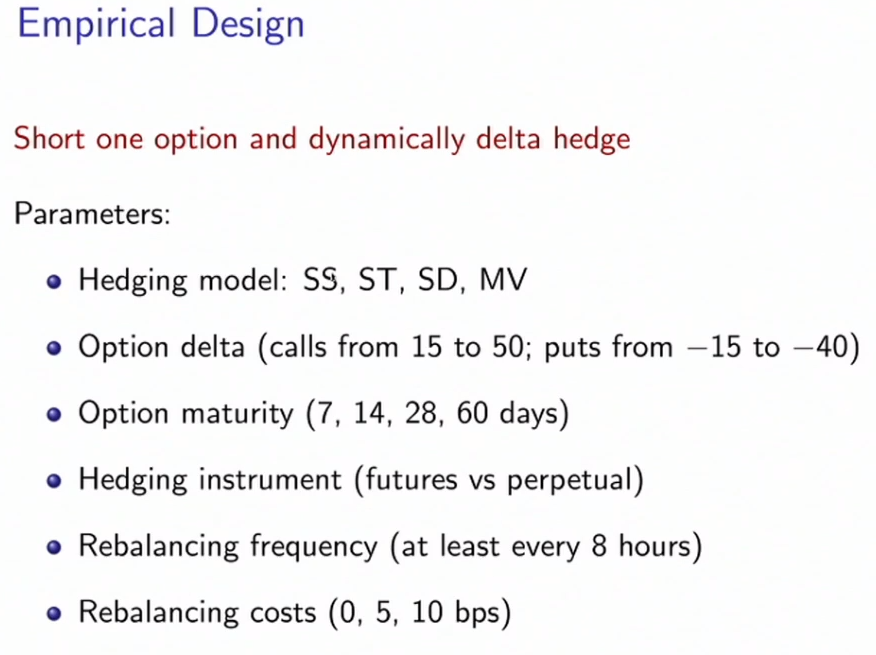 Empirical Design
Short one option and dynamically delta hedge
Parameters:
Hedging model: SS, ST, SD, MV
Option delta (calls from 15 to 50; puts from −15 to −40)
Option maturity (7, 14, 28, 60 days)
Hedging instrument (futures vs perpetual)
Rebalancing frequency (at least every 8 hours)
Rebalancing costs (0, 5, 10 bps)